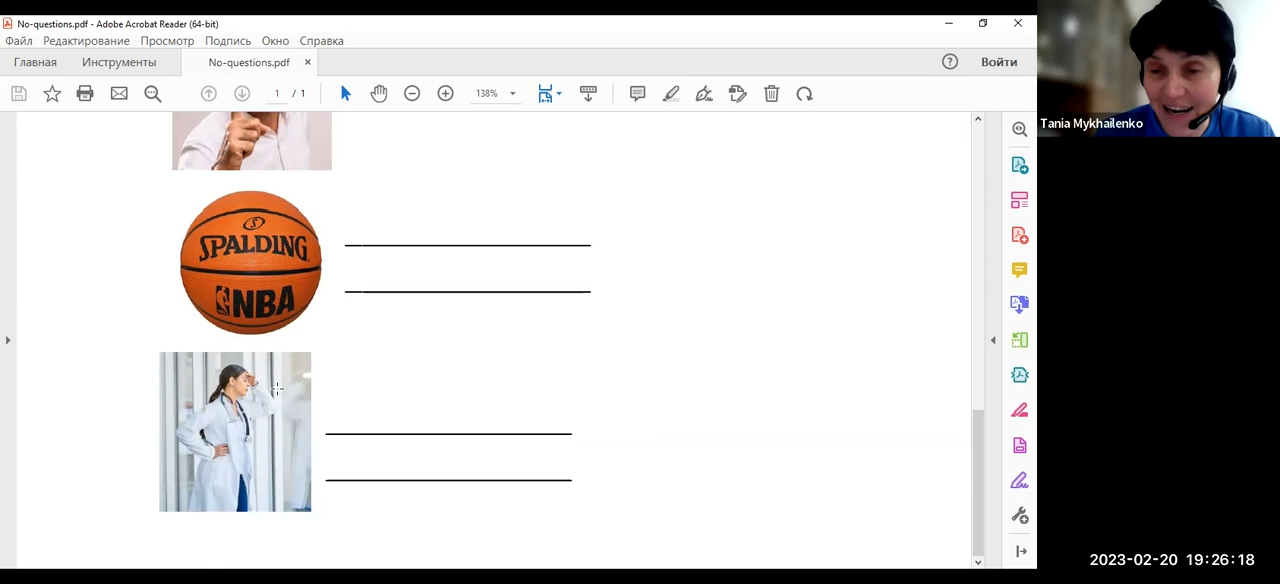 No-questions.pdf - Adobe Acrobat Reader (64-bit)
Файл Редактирование Просмотр Подпись Окно Справка
Главная Инструменты No-questions.pdf × Войти
1 / 1 138%
Tania Mykhailenko
SPALDING
NBA
2023-02-20 19:26:18